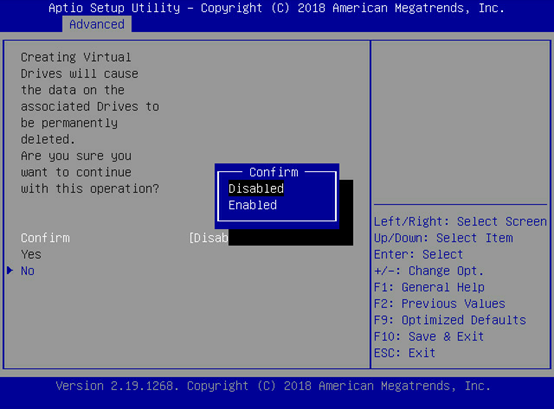 Aptio Setup Utility – Copyright (C) 2018 American Megatrends, Inc.
Advanced
Creating Virtual
Drives will cause
the data on the
associated Drives to
be permanently
deleted.
Are you sure you
want to continue
with this operation?
Confirm [Disab
Yes
No
Confirm
Disabled
Enabled
Left/Right: Select Screen
Up/Down: Select Item
Enter: Select
+/-: Change Opt.
F1: General Help
F2: Previous Values
F9: Optimized Defaults
F10: Save & Exit
ESC: Exit
Version 2.19.1268. Copyright (C) 2018 American Megatrends, Inc.